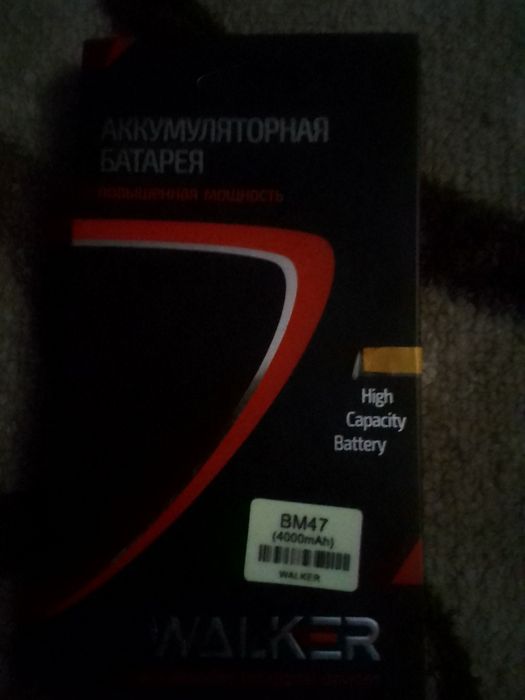 АККУМУЛЯТОРНАЯ
БАТАРЕЯ
повышенная мощность
High
Capacity
Battery
BM47
(4000mAh)
WALKER
WALKER